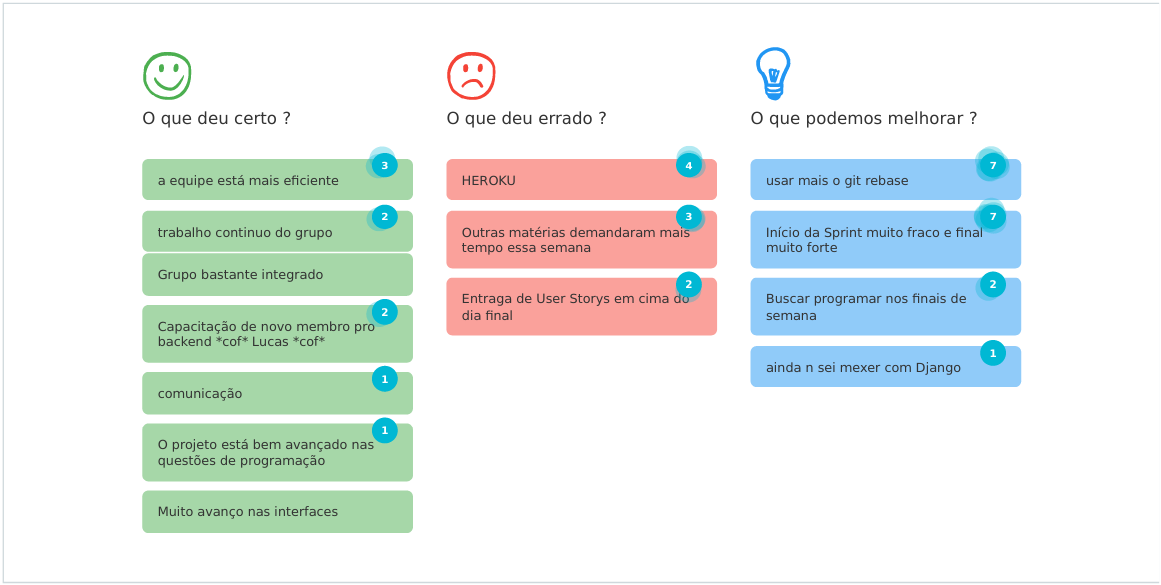 O que deu certo ?
3
a equipe está mais eficiente
2
trabalho continuo do grupo
Grupo bastante integrado
2
Capacitação de novo membro pro
backend *cof* Lucas *cof*
1
comunicação
1
O projeto está bem avançado nas
questões de programação
Muito avanço nas interfaces
O que deu errado ?
4
HEROKU
3
Outras matérias demandaram mais
tempo essa semana
2
Entraga de User Storys em cima do
dia final
O que podemos melhorar ?
7
usar mais o git rebase
7
Início da Sprint muito fraco e final
muito forte
2
Buscar programar nos finais de
semana
1
ainda n sei mexer com Django